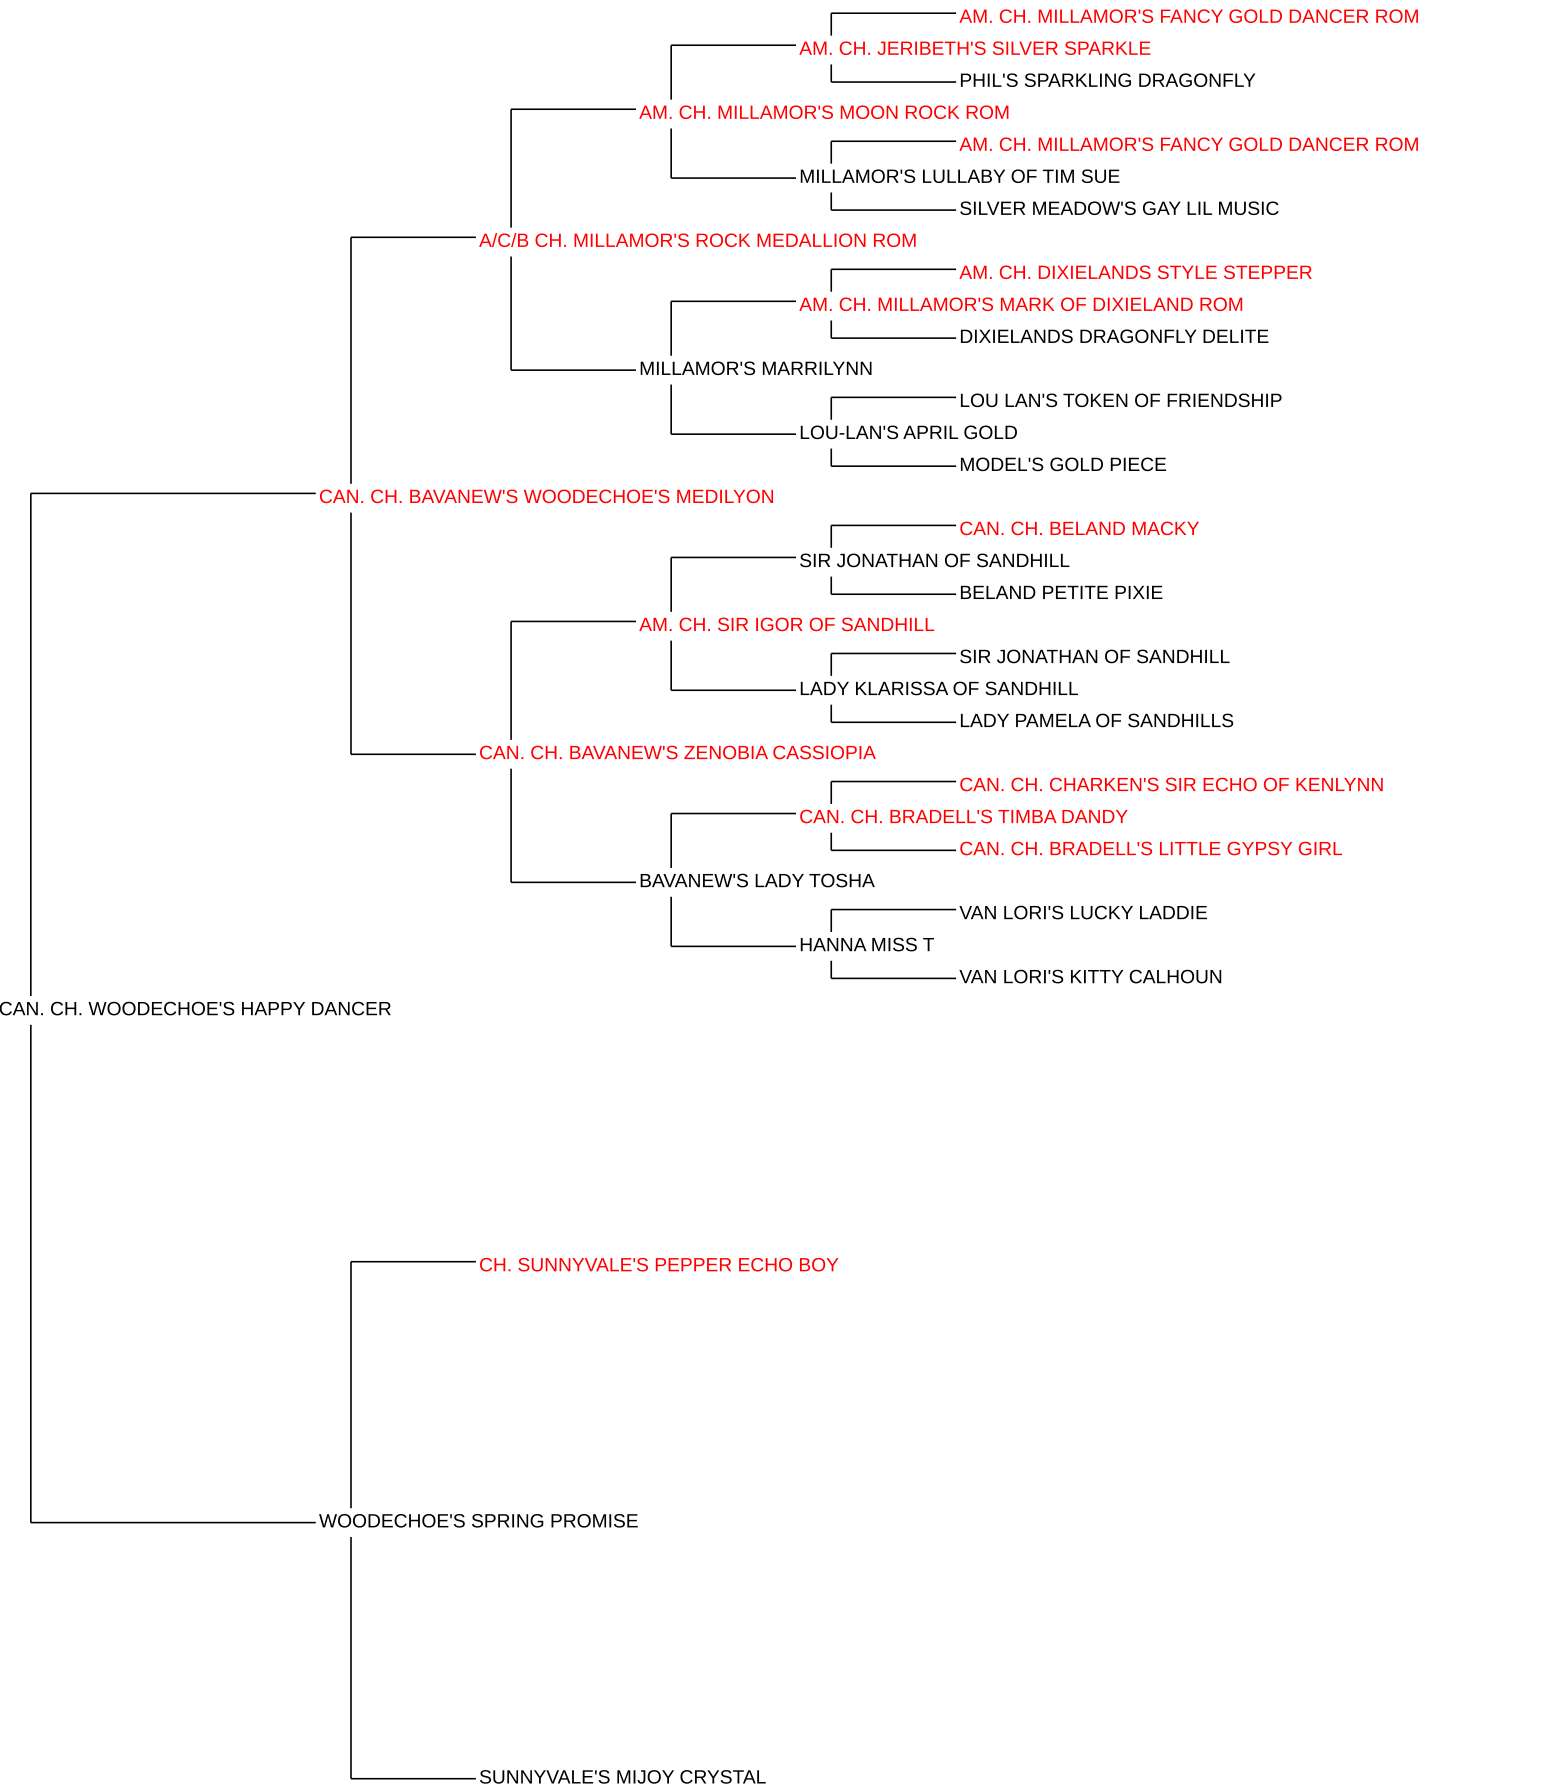 AM. CH. MILLAMOR'S FANCY GOLD DANCER ROM
AM. CH. JERIBETH'S SILVER SPARKLE
PHIL'S SPARKLING DRAGONFLY
AM. CH. MILLAMOR'S MOON ROCK ROM
AM. CH. MILLAMOR'S FANCY GOLD DANCER ROM
MILLAMOR'S LULLABY OF TIM SUE
SILVER MEADOW'S GAY LIL MUSIC
A/C/B CH. MILLAMOR'S ROCK MEDALLION ROM
AM. CH. DIXIELANDS STYLE STEPPER
AM. CH. MILLAMOR'S MARK OF DIXIELAND ROM
DIXIELANDS DRAGONFLY DELITE
MILLAMOR'S MARRILYNN
LOU LAN'S TOKEN OF FRIENDSHIP
LOU-LAN'S APRIL GOLD
MODEL'S GOLD PIECE
CAN. CH. BAVANEW'S WOODECHOE'S MEDILYON
CAN. CH. BELAND MACKY
SIR JONATHAN OF SANDHILL
BELAND PETITE PIXIE
AM. CH. SIR IGOR OF SANDHILL
SIR JONATHAN OF SANDHILL
LADY KLARISSA OF SANDHILL
LADY PAMELA OF SANDHILLS
CAN. CH. BAVANEW'S ZENOBIA CASSIOPIA
CAN. CH. CHARKEN'S SIR ECHO OF KENLYNN
CAN. CH. BRADELL'S TIMBA DANDY
CAN. CH. BRADELL'S LITTLE GYPSY GIRL
BAVANEW'S LADY TOSHA
VAN LORI'S LUCKY LADDIE
HANNA MISS T
VAN LORI'S KITTY CALHOUN
CAN. CH. WOODECHOE'S HAPPY DANCER
CH. SUNNYVALE'S PEPPER ECHO BOY
WOODECHOE'S SPRING PROMISE
SUNNYVALE'S MIJOY CRYSTAL